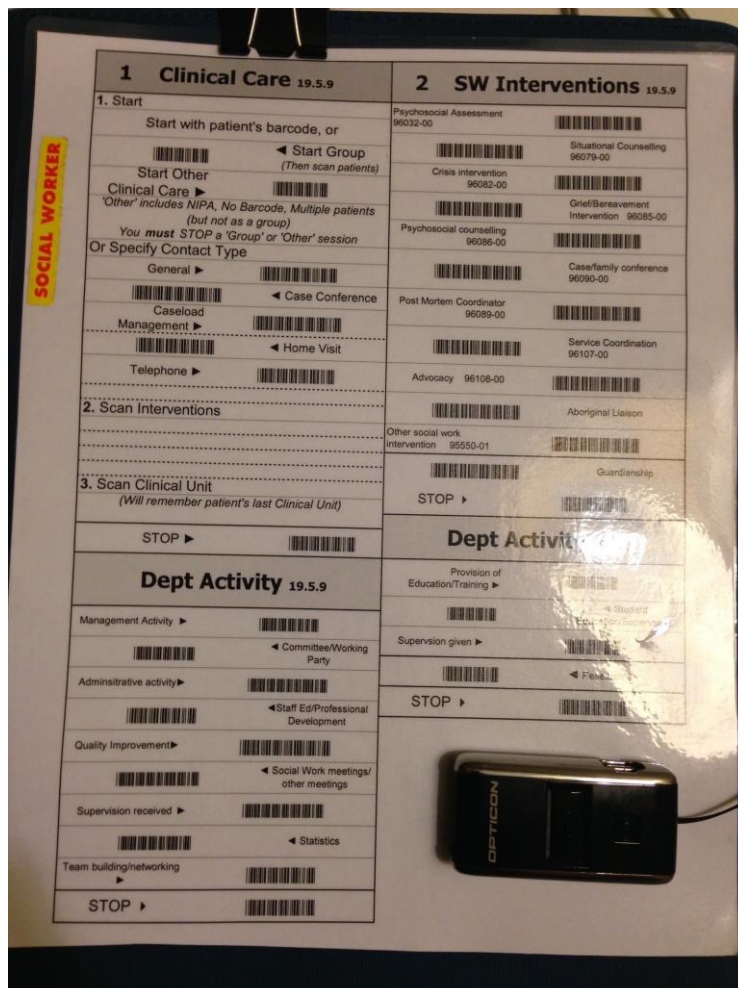 SOCIAL WORKER
1 Clinical Care 19.5.9
1. Start
Start with patient's barcode, or
◄ Start Group
(Then scan patients)
Start Other
Clinical Care ►
'Other' includes NIPA, No Barcode, Multiple patients
(but not as a group)
You must STOP a 'Group' or 'Other' session
Or Specify Contact Type
General ►
◄ Case Conference
Caseload
Management ►
◄ Home Visit
Telephone ►
2. Scan Interventions
3. Scan Clinical Unit
(Will remember patient's last Clinical Unit)
STOP ►
Dept Activity 19.5.9
Management Activity ►
◄ Committee/Working
Party
Adminsitrative activity►
◄Staff Ed/Professional
Development
Quality Improvement►
◄ Social Work meetings/
other meetings
Supervision received ►
◄ Statistics
Team building/networking
►
STOP ►
2 SW Interventions 19.5.9
Psychosocial Assessment
96032-00
Situational Counselling
96079-00
Crisis intervention
96082-00
Grief/Bereavement
Intervention 96085-00
Psychosocial counselling
96086-00
Case/family conference
96090-00
Post Mortem Coordinator
96089-00
Service Coordination
96107-00
Advocacy 96108-00
Aboriginal Liaison
Other social work
intervention 95550-01
Guardianship
STOP ►
Dept Activity
Provision of
Education/Training ►
◄ Student
Supervsion given ►
◄
STOP ►
OPTICON